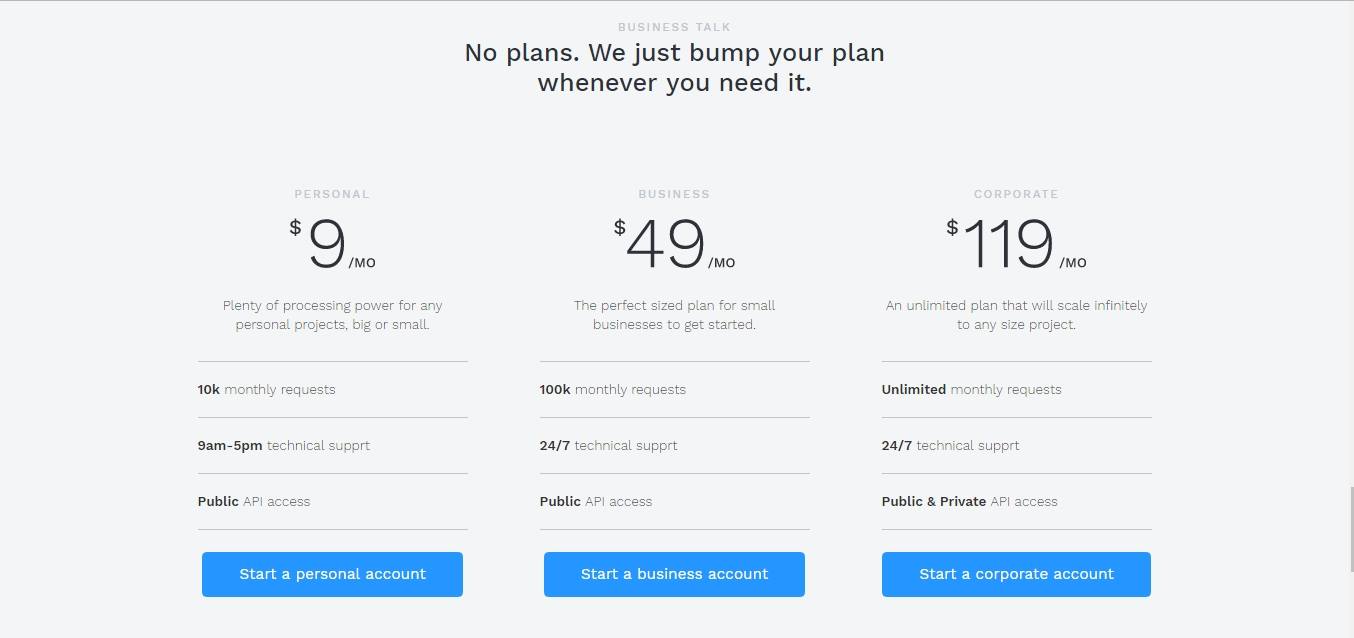 BUSINESS TALK
No plans. We just bump your plan
whenever you need it.
PERSONAL
$9/MO
Plenty of processing power for any
personal projects, big or small.
10k monthly requests
9am-5pm technical supprt
Public API access
Start a personal account
BUSINESS
$49/MO
The perfect sized plan for small
businesses to get started.
100k monthly requests
24/7 technical supprt
Public API access
Start a business account
CORPORATE
$119/MO
An unlimited plan that will scale infinitely
to any size project.
Unlimited monthly requests
24/7 technical supprt
Public & Private API access
Start a corporate account